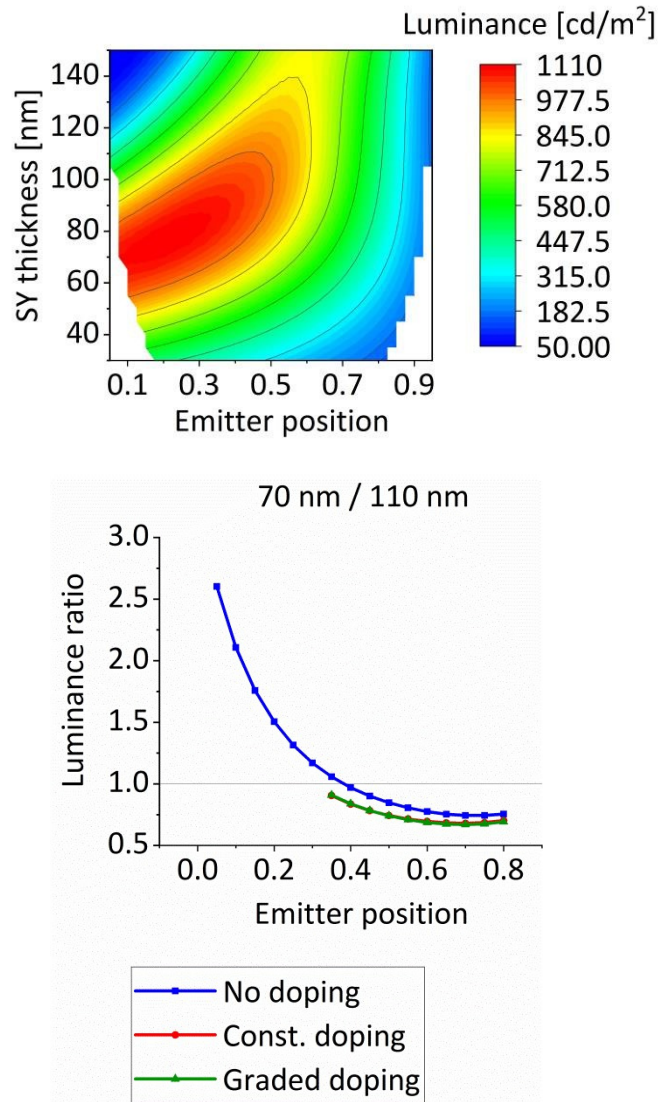 Luminance [cd/m²]
SY thickness [nm]
140
120
100
80
60
40
0.1 0.3 0.5 0.7 0.9
Emitter position
1110
977.5
845.0
712.5
580.0
447.5
315.0
182.5
50.00
70 nm / 110 nm
Luminance ratio
3.0
2.5
2.0
1.5
1.0
0.5
0.0 0.2 0.4 0.6 0.8
Emitter position
No doping
Const. doping
Graded doping